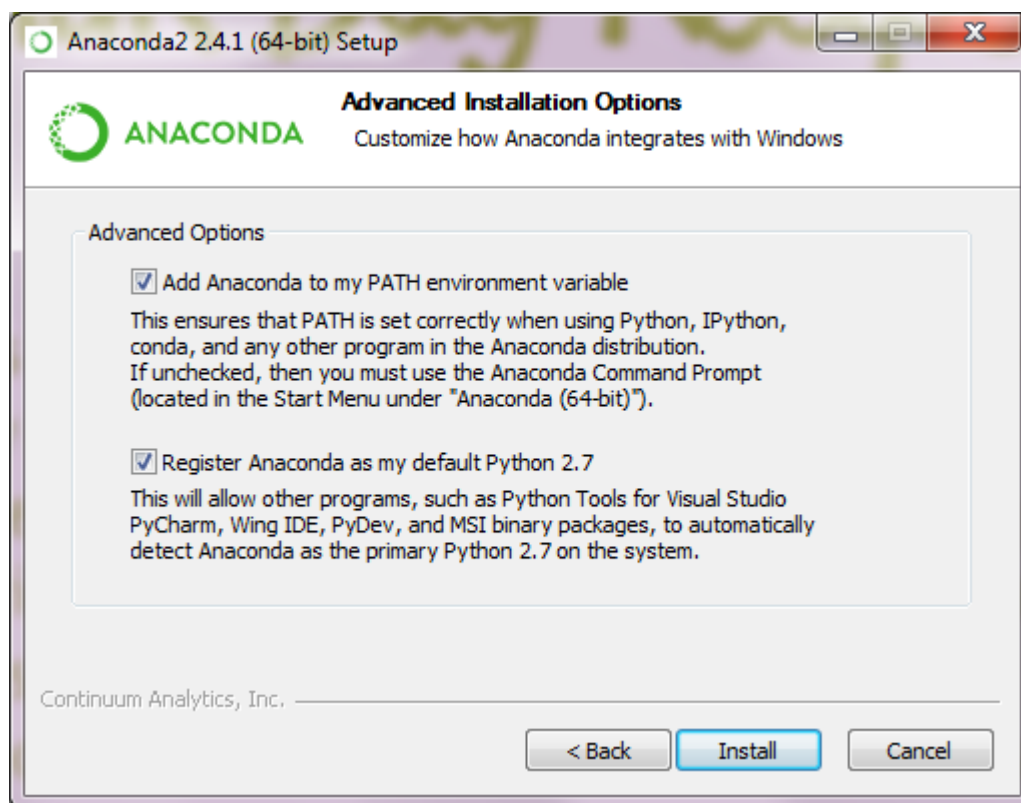 Anaconda2 2.4.1 (64-bit) Setup
ANACONDA
Advanced Installation Options
Customize how Anaconda integrates with Windows
Advanced Options
Add Anaconda to my PATH environment variable
This ensures that PATH is set correctly when using Python, IPython,
conda, and any other program in the Anaconda distribution.
If unchecked, then you must use the Anaconda Command Prompt
(located in the Start Menu under "Anaconda (64-bit)").
Register Anaconda as my default Python 2.7
This will allow other programs, such as Python Tools for Visual Studio
PyCharm, Wing IDE, PyDev, and MSI binary packages, to automatically
detect Anaconda as the primary Python 2.7 on the system.
Continuum Analytics, Inc.
< Back
Install
Cancel